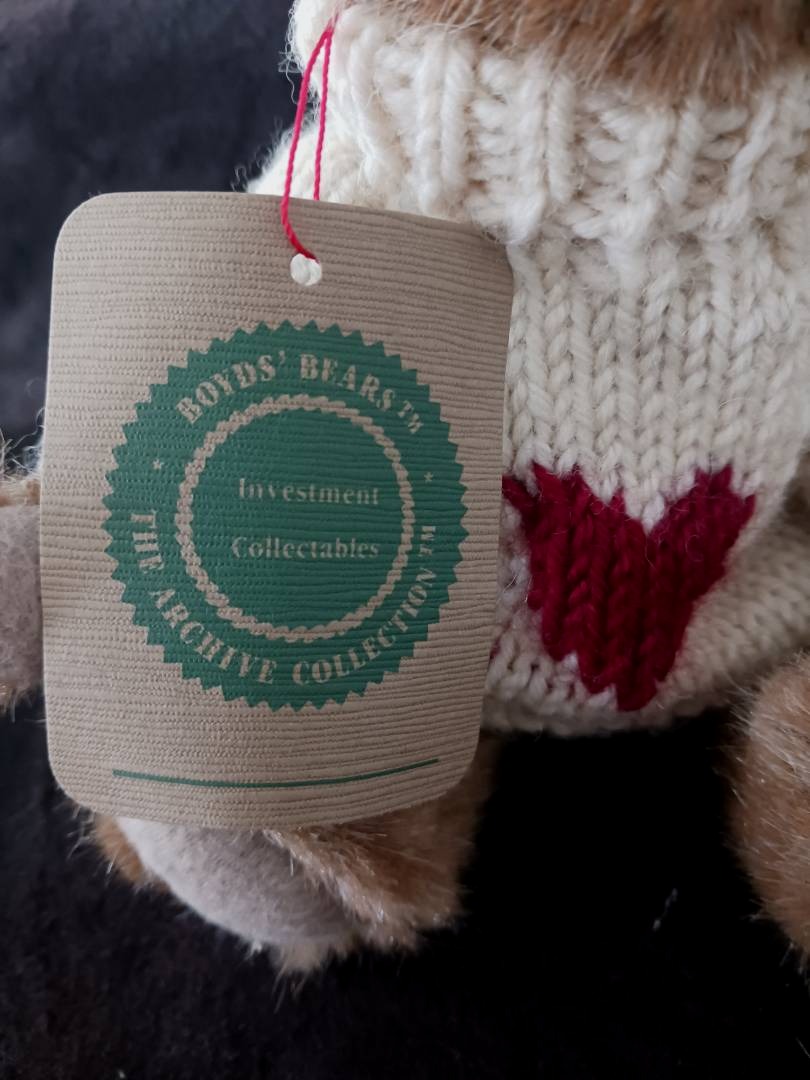 BOYDS' BEARS™
Investment
Collectables
THE ARCHIVE COLLECTION™